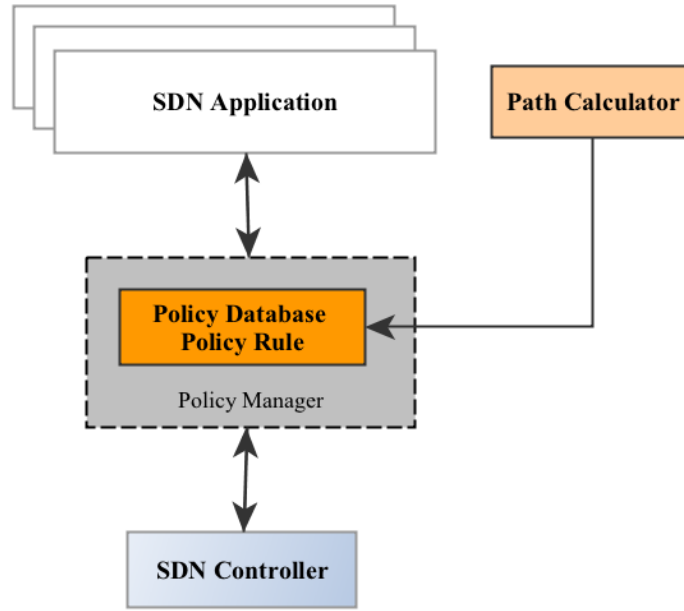 SDN Application
Path Calculator
Policy Database
Policy Rule
Policy Manager
SDN Controller